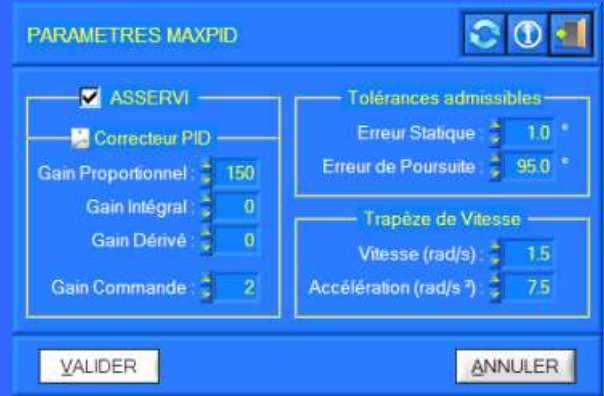 PARAMETRES MAXPID
ASSERVI
Correcteur PID
Gain Proportionnel : 150
Gain Intégral : 0
Gain Dérivé : 0
Gain Commande : 2
Tolérances admissibles
Erreur Statique : 1.0 °
Erreur de Poursuite : 95.0 °
Trapèze de Vitesse
Vitesse (rad/s) : 1.5
Accélération (rad/s ²) : 7.5
VALIDER
ANNULER